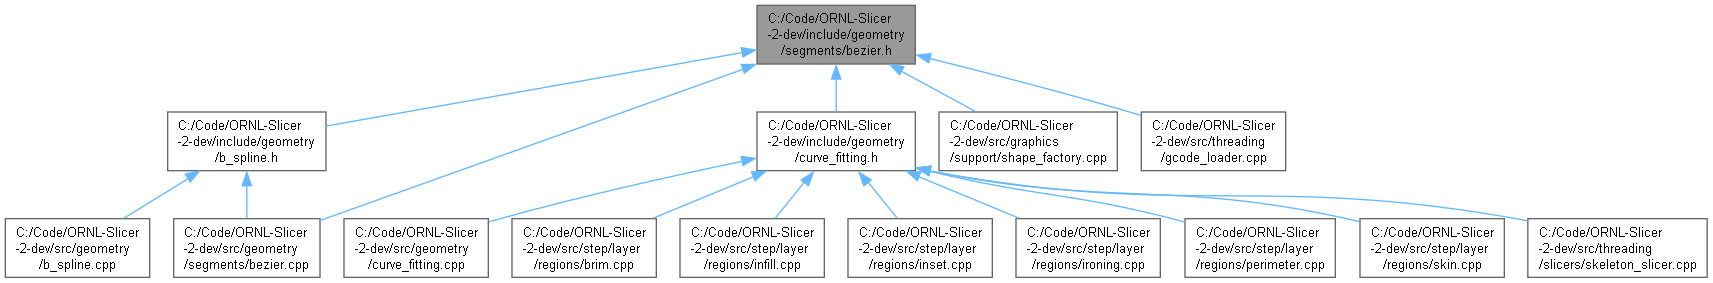 C:/Code/ORNL-Slicer
-2-dev/include/geometry
/segments/bezier.h
C:/Code/ORNL-Slicer
-2-dev/include/geometry
/b_spline.h
C:/Code/ORNL-Slicer
-2-dev/include/geometry
/curve_fitting.h
C:/Code/ORNL-Slicer
-2-dev/src/graphics
/support/shape_factory.cpp
C:/Code/ORNL-Slicer
-2-dev/src/threading
/gcode_loader.cpp
C:/Code/ORNL-Slicer
-2-dev/src/geometry
/b_spline.cpp
C:/Code/ORNL-Slicer
-2-dev/src/geometry
/segments/bezier.cpp
C:/Code/ORNL-Slicer
-2-dev/src/geometry
/curve_fitting.cpp
C:/Code/ORNL-Slicer
-2-dev/src/step/layer
/regions/brim.cpp
C:/Code/ORNL-Slicer
-2-dev/src/step/layer
/regions/infill.cpp
C:/Code/ORNL-Slicer
-2-dev/src/step/layer
/regions/inset.cpp
C:/Code/ORNL-Slicer
-2-dev/src/step/layer
/regions/ironing.cpp
C:/Code/ORNL-Slicer
-2-dev/src/step/layer
/regions/perimeter.cpp
C:/Code/ORNL-Slicer
-2-dev/src/step/layer
/regions/skin.cpp
C:/Code/ORNL-Slicer
-2-dev/src/threading
/slicers/skeleton_slicer.cpp